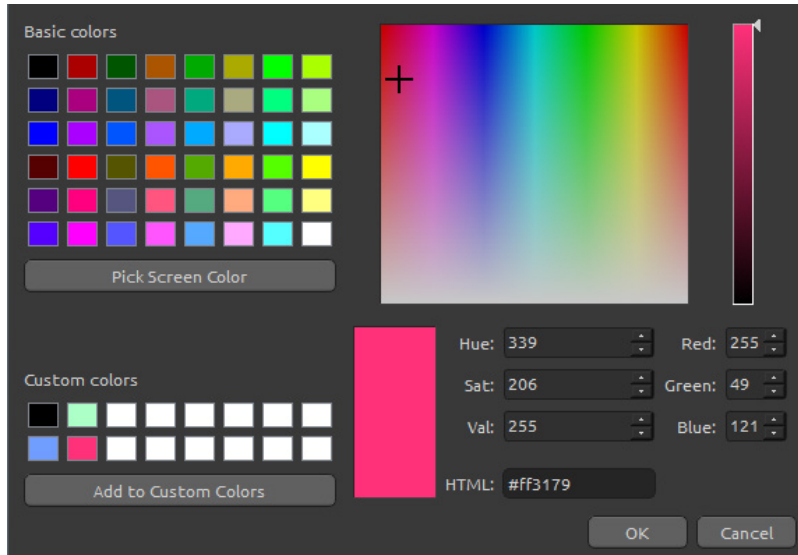 Basic colors
Pick Screen Color
Hue: 339
Red: 255
Custom colors
Sat: 206
Green: 49
Val: 255
Blue: 121
Add to Custom Colors
HTML: #ff3179
OK
Cancel